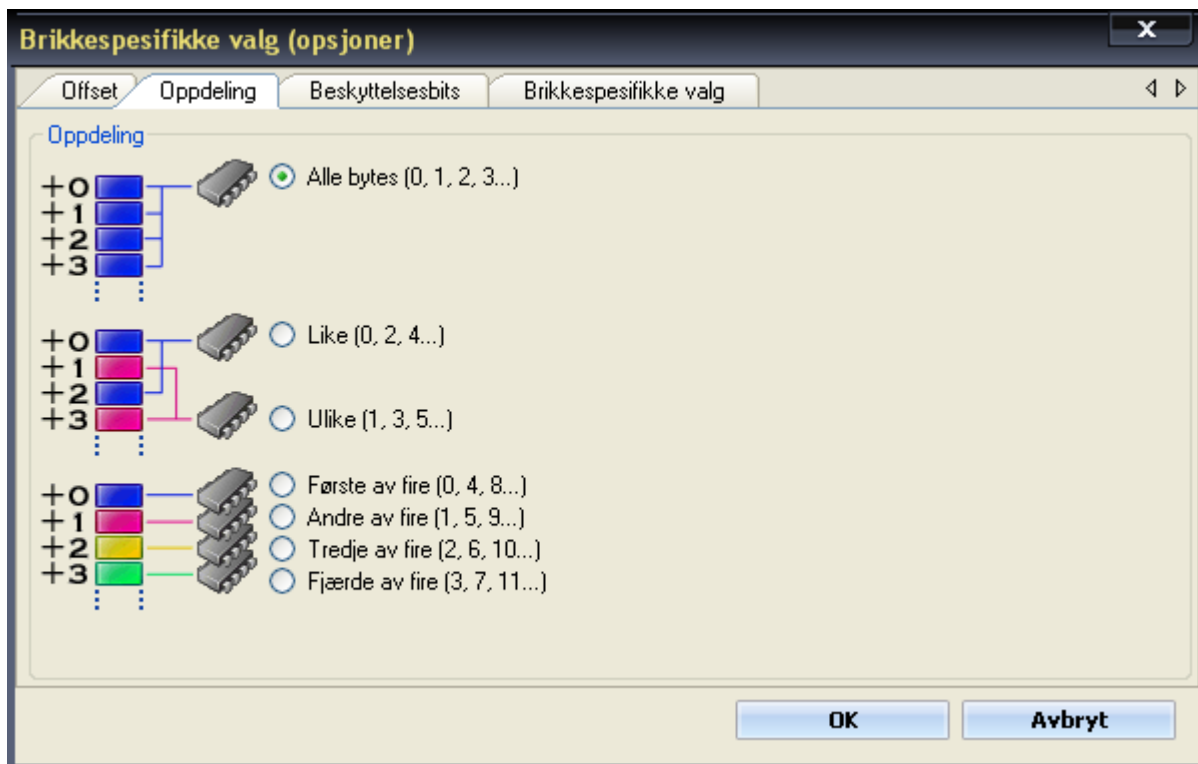 Brikkespesifikke valg (opsjoner)
x
Offset Oppdeling Beskyttelsesbits Brikkespesifikke valg
Oppdeling
+0 Alle bytes (0, 1, 2, 3...)
+1
+2
+3
+0 Like (0, 2, 4...)
+1
+2
+3 Ulike (1, 3, 5...)
+0 Første av fire (0, 4, 8...)
+1 Andre av fire (1, 5, 9...)
+2 Tredje av fire (2, 6, 10...)
+3 Fjærde av fire (3, 7, 11...)
OK Avbryt